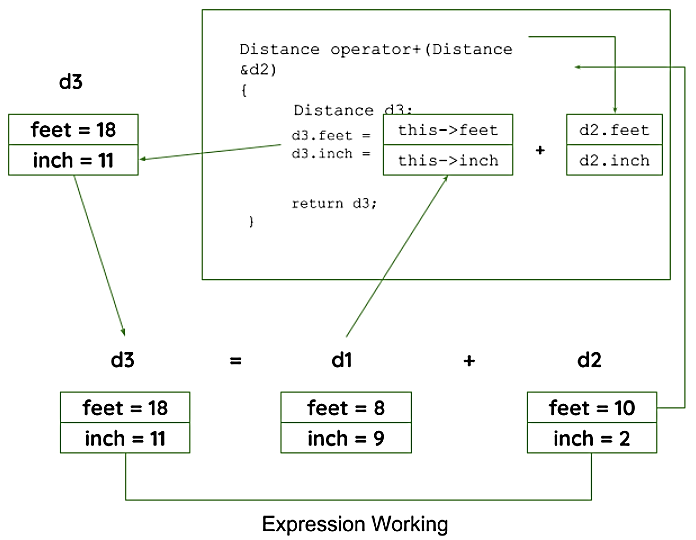 Distance operator+(Distance
&d2)
{
d3
Distance d3;
feet = 18
d3.feet =
this->feet
+
d2.feet
inch = 11
d3.inch =
this->inch
d2.inch
return d3;
}
d3 = d1 + d2
feet = 18
feet = 8
feet = 10
inch = 11
inch = 9
inch = 2
Expression Working